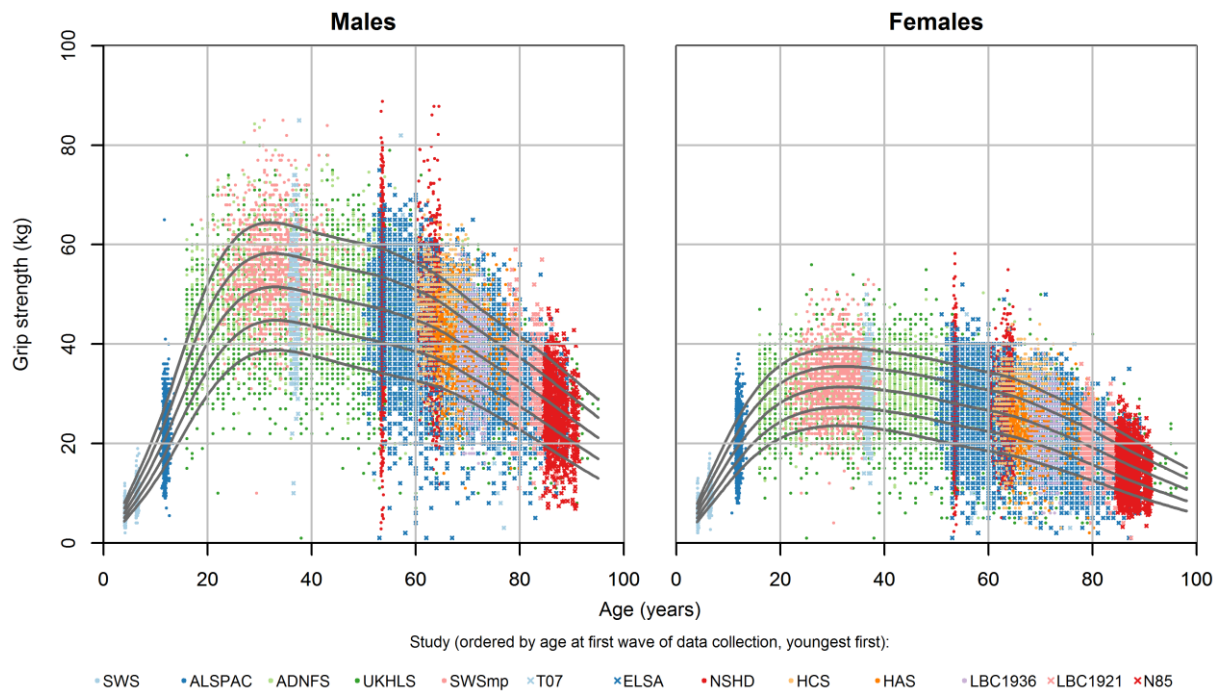 Males
Females
Grip strength (kg)
100
80
60
40
20
0
0 20 40 60 80 100
0 20 40 60 80 100
Age (years)
Study (ordered by age at first wave of data collection, youngest first):
SWS ALSPAC ADNFS UKHLS SWSmp T07 ELSA NSHD HCS HAS LBC1936 LBC1921 N85